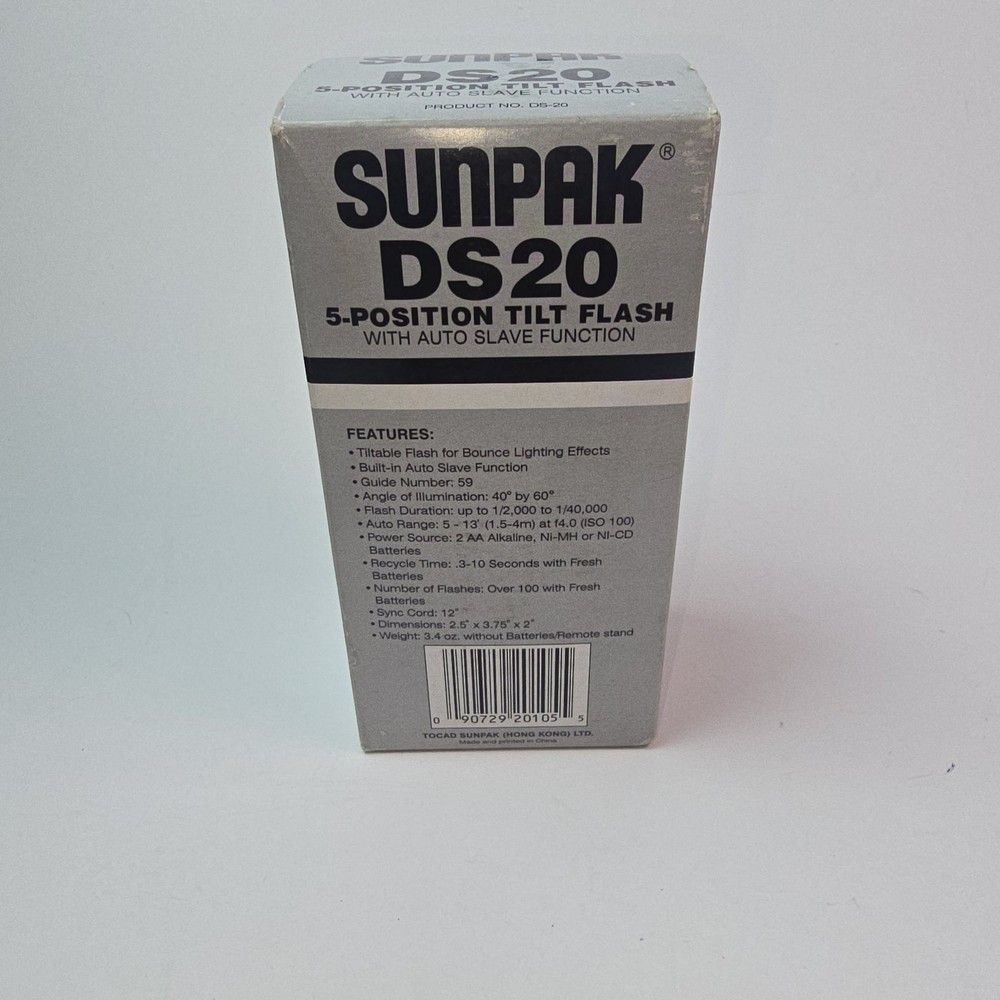 SUNPAK
DS20
5-POSITION TILT FLASH
WITH AUTO SLAVE FUNCTION
PRODUCT NO. DS-20
SUNPAK®
DS20
5-POSITION TILT FLASH
WITH AUTO SLAVE FUNCTION
FEATURES:
• Tiltable Flash for Bounce Lighting Effects
• Built-in Auto Slave Function
• Guide Number: 59
• Angle of Illumination: 40° by 60°
• Flash Duration: up to 1/2,000 to 1/40,000
• Auto Range: 5 - 13' (1.5-4m) at f4.0 (ISO 100)
• Power Source: 2 AA Alkaline, Ni-MH or NI-CD
Batteries
• Recycle Time: .3-10 Seconds with Fresh
Batteries
• Number of Flashes: Over 100 with Fresh
Batteries
• Sync Cord: 12"
• Dimensions: 2.5" x 3.75" x 2"
• Weight: 3.4 oz. without Batteries/Remote stand
0 90729 20105 5
TOCAD SUNPAK (HONG KONG) LTD.
Made and printed in China